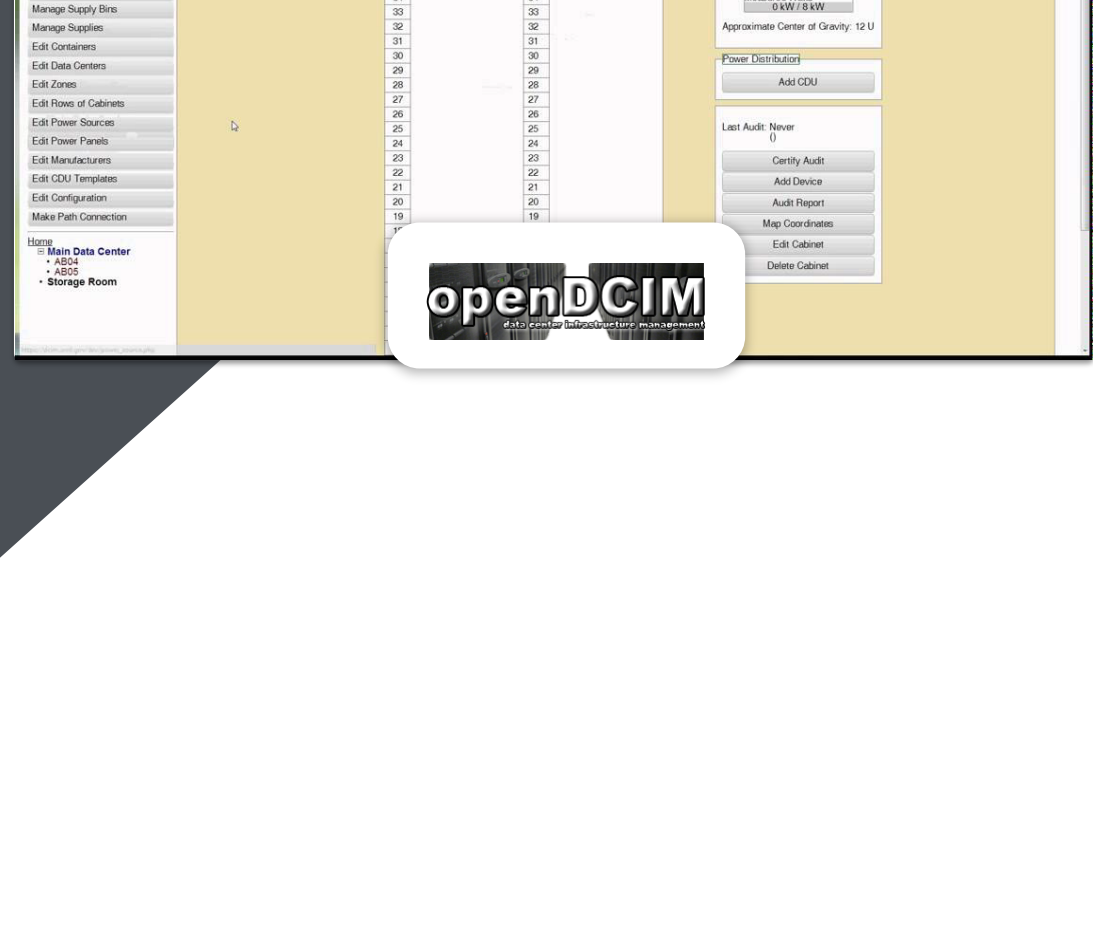 Manage Supply Bins
Manage Supplies
Edit Containers
Edit Data Centers
Edit Zones
Edit Rows of Cabinets
Edit Power Sources
Edit Power Panels
Edit Manufacturers
Edit CDU Templates
Edit Configuration
Make Path Connection
Home
Main Data Center
AB04
AB05
Storage Room
33 33
32 32
31 31
30 30
29 29
28 28
27 27
26 26
25 25
24 24
23 23
22 22
21 21
20 20
19 19
0 kW / 8 kW
Approximate Center of Gravity: 12 U
Power Distribution
Add CDU
Last Audit: Never
()
Certify Audit
Add Device
Audit Report
Map Coordinates
Edit Cabinet
Delete Cabinet
openDCIM
data center infrastructure management